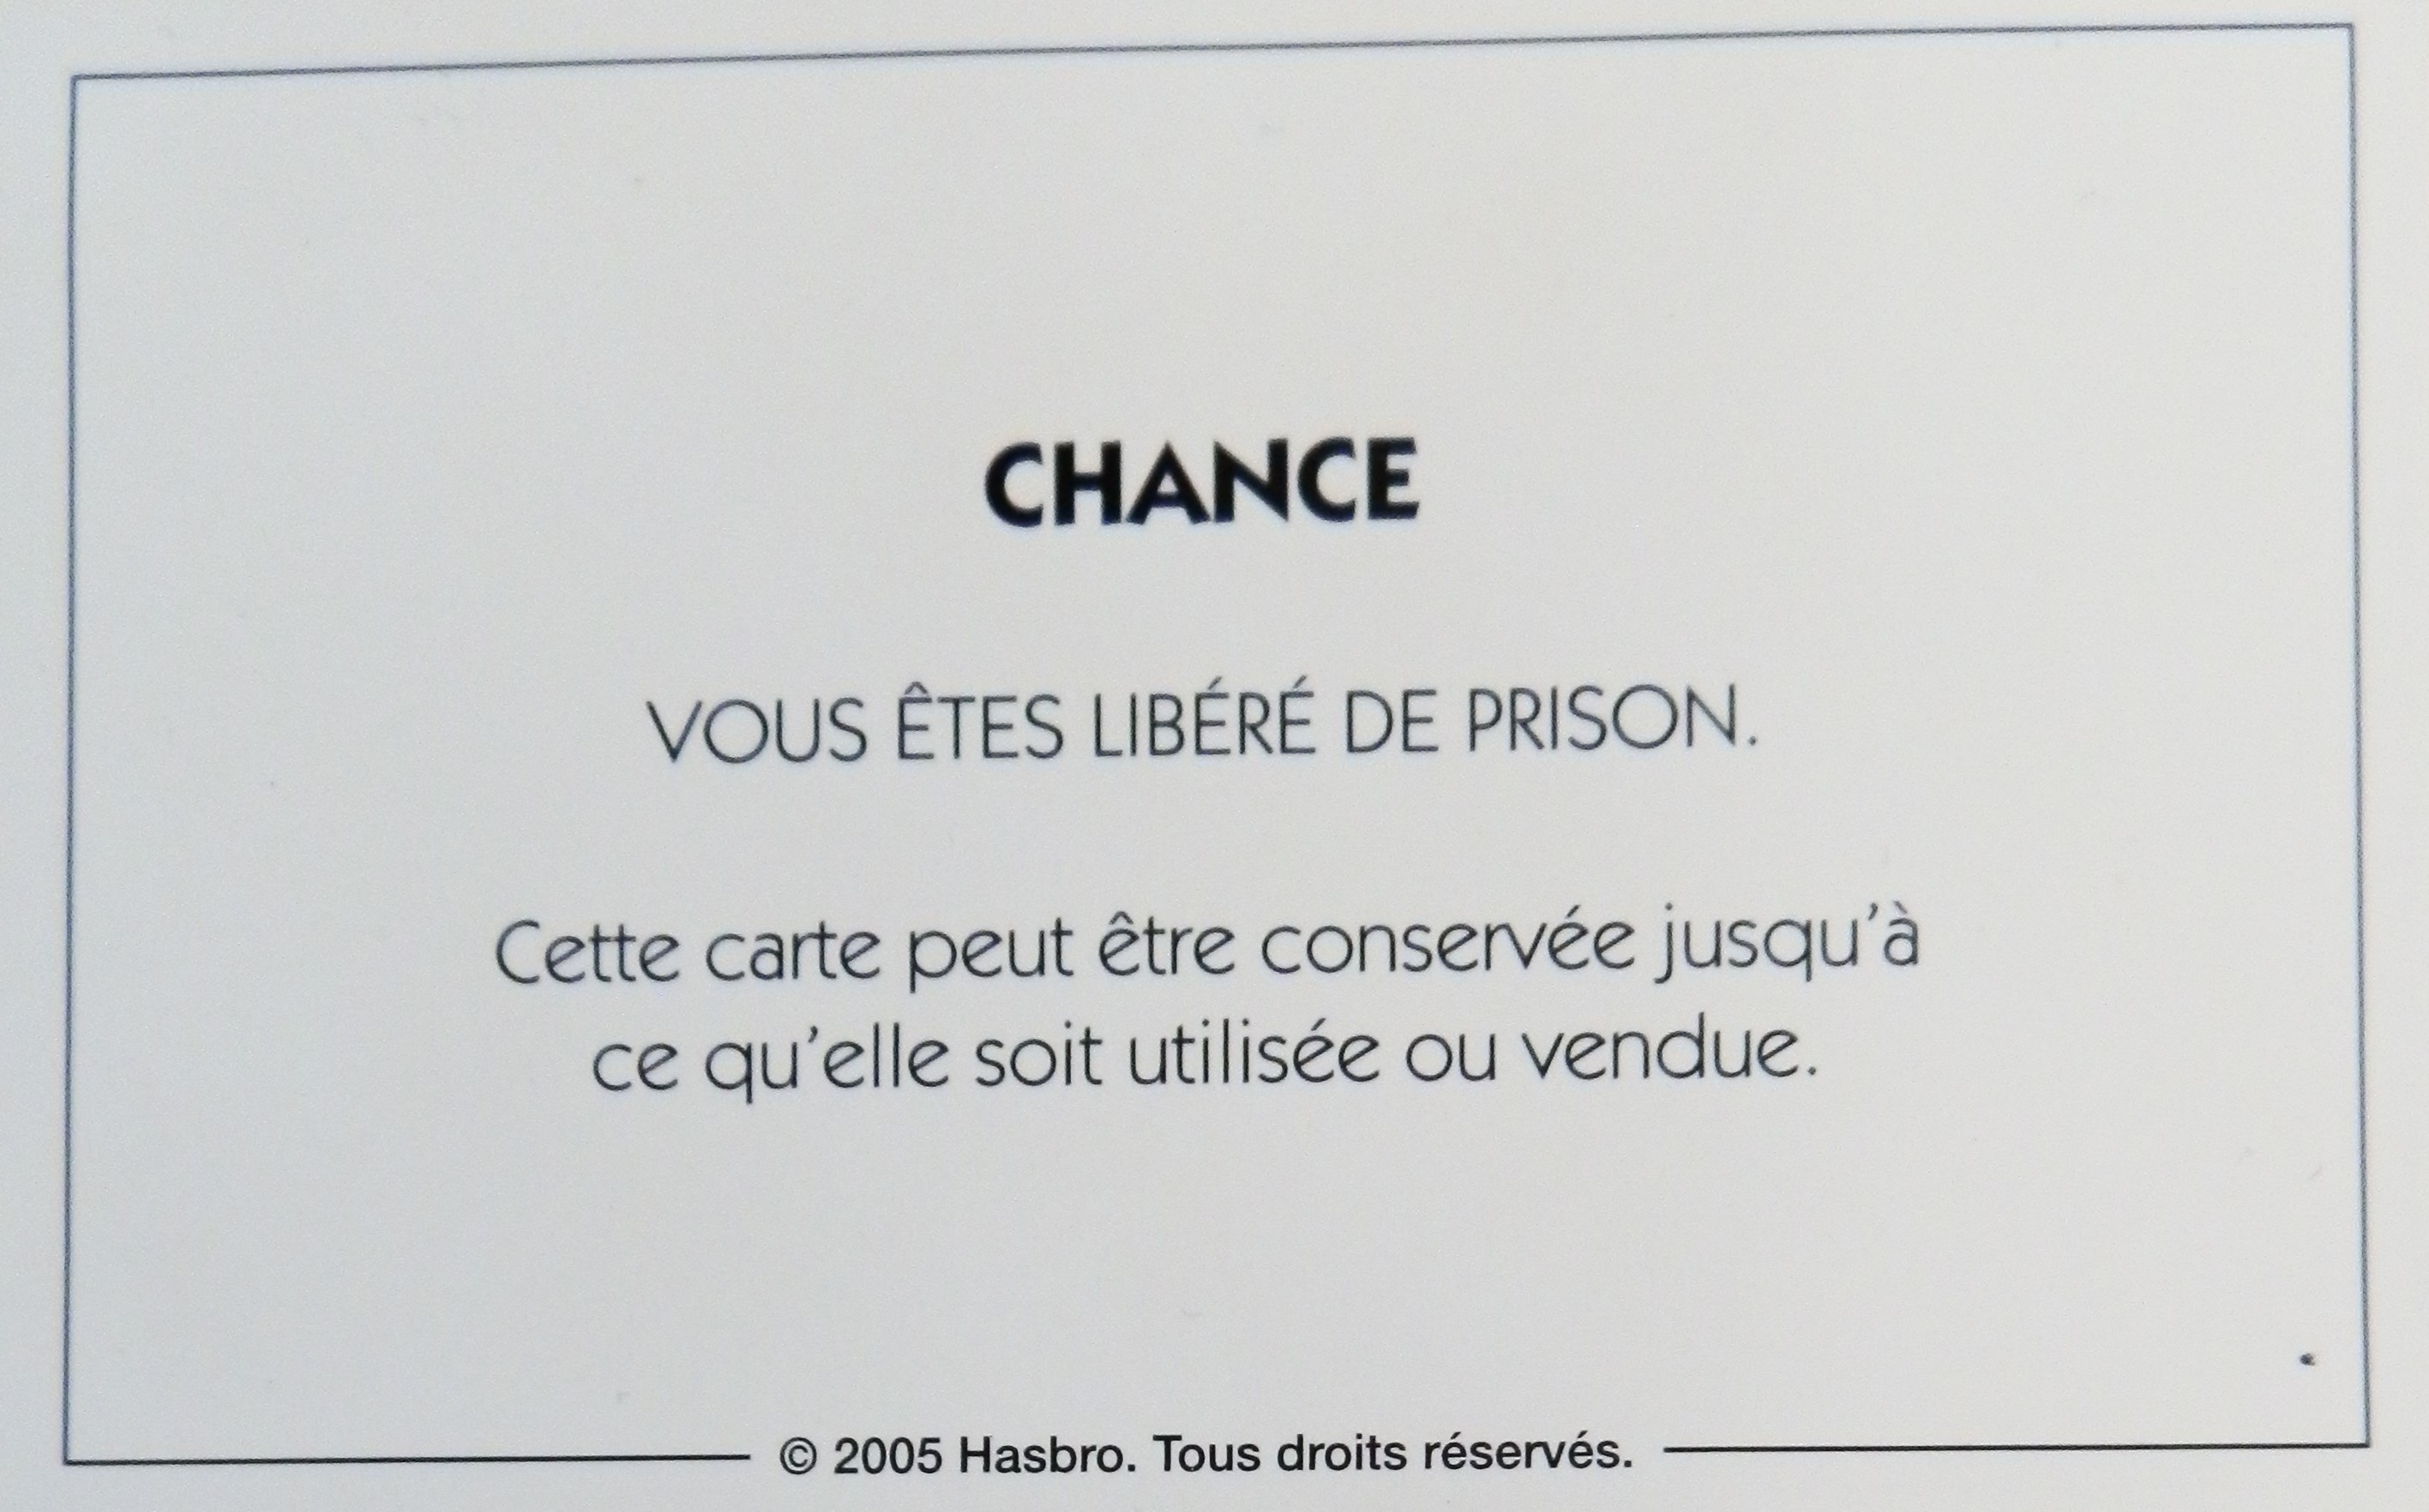 CHANCE
VOUS ÊTES LIBÉRÉ DE PRISON.
Cette carte peut être conservée jusqu'à
ce qu'elle soit utilisée ou vendue.
© 2005 Hasbro. Tous droits réservés.